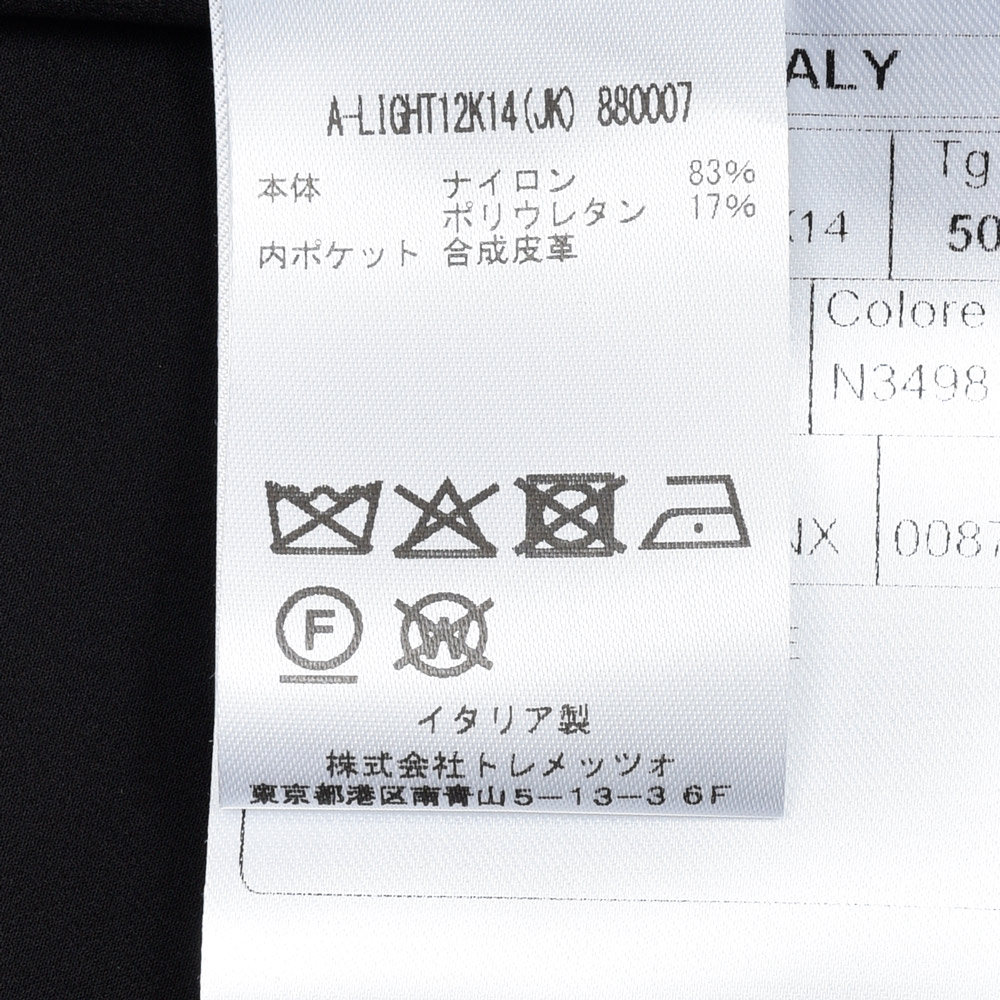 A-LIGHT12K14(JK) 880007
本体 ナイロン 83%
ポリウレタン 17%
内ポケット 合成皮革
F
W
イタリア製
株式会社トレメッツォ
東京都港区南青山5-13-3 6F
ALY
Tg
14 50
Colore
N3498
NX 0087